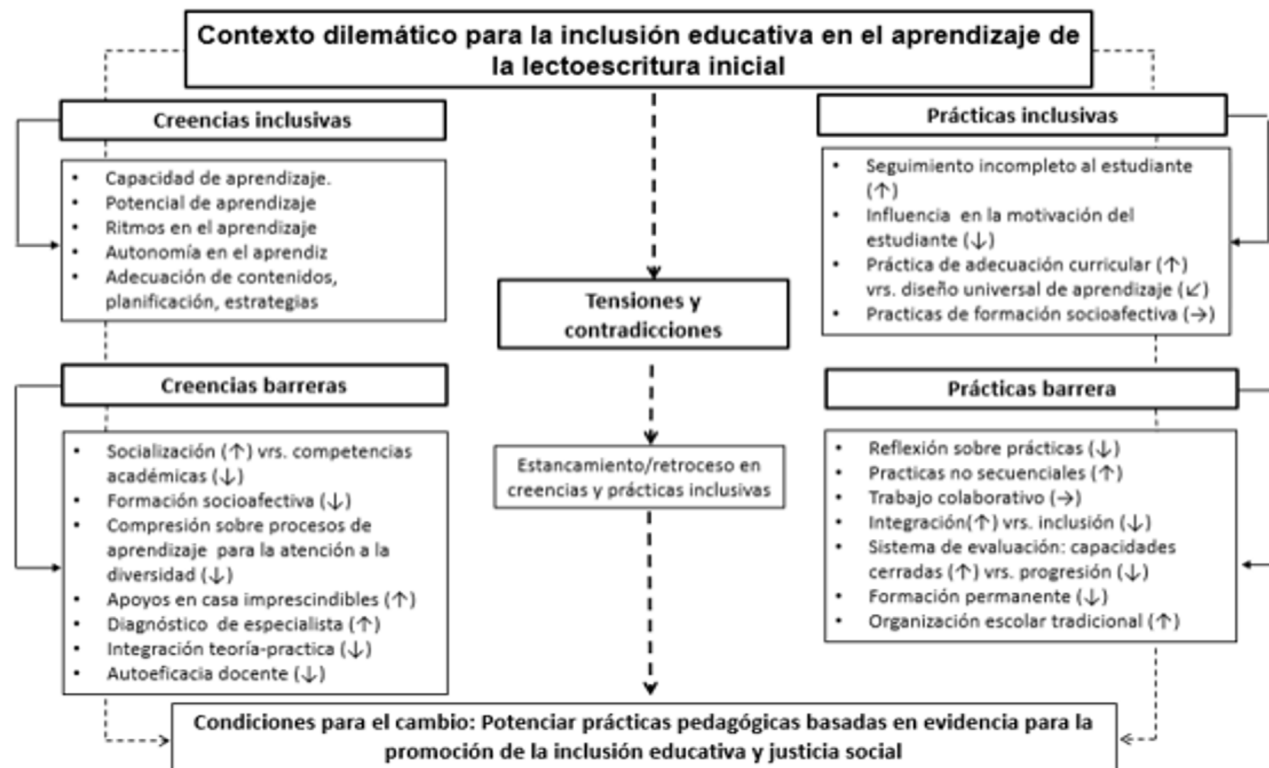 Contexto dilemático para la inclusión educativa en el aprendizaje de
la lectoescritura inicial
Creencias inclusivas
• Capacidad de aprendizaje.
• Potencial de aprendizaje
• Ritmos en el aprendizaje
• Autonomía en el aprendiz
• Adecuación de contenidos,
planificación, estrategias
Creencias barreras
• Socialización (↑) vrs. competencias
académicas (↓)
• Formación socioafectiva (↓)
• Compresión sobre procesos de
aprendizaje para la atención a la
diversidad (↓)
• Apoyos en casa imprescindibles (↑)
• Diagnóstico de especialista (↑)
• Integración teoría-practica (↓)
• Autoeficacia docente (↓)
Tensiones y
contradicciones
Estancamiento/retroceso en
creencias y prácticas inclusivas
Prácticas inclusivas
• Seguimiento incompleto al estudiante
(↑)
• Influencia en la motivación del
estudiante (↓)
• Práctica de adecuación curricular (↑)
vrs. diseño universal de aprendizaje (↙)
• Practicas de formación socioafectiva (→)
Prácticas barrera
• Reflexión sobre prácticas (↓)
• Practicas no secuenciales (↑)
• Trabajo colaborativo (→)
• Integración(↑) vrs. inclusión (↓)
• Sistema de evaluación: capacidades
cerradas (↑) vrs. progresión (↓)
• Formación permanente (↓)
• Organización escolar tradicional (↑)
Condiciones para el cambio: Potenciar prácticas pedagógicas basadas en evidencia para la
promoción de la inclusión educativa y justicia social